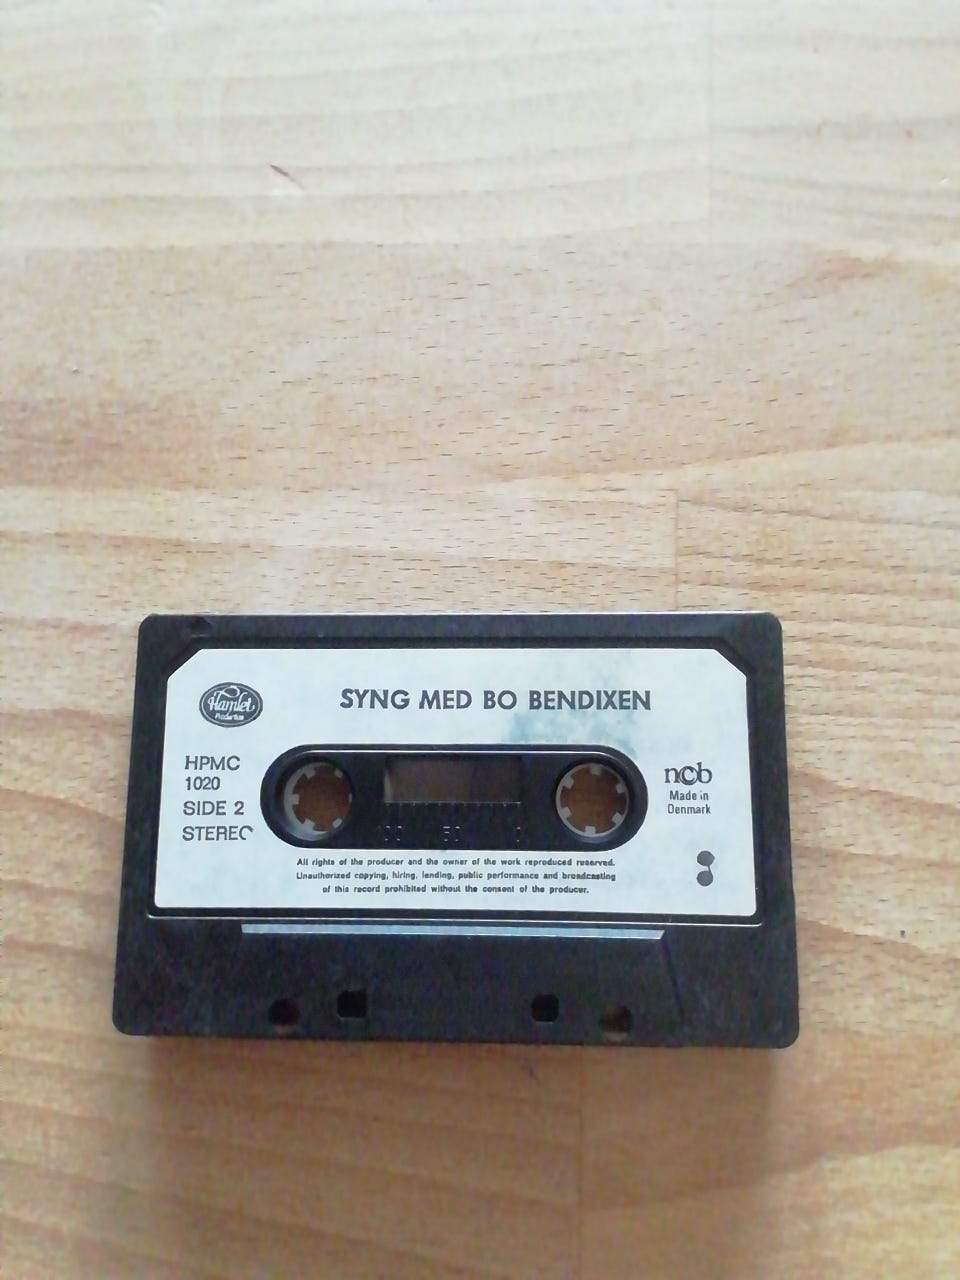 Hamlet
Production
SYNG MED BO BENDIXEN
HPMC
1020
SIDE 2
STEREO
ncb
Made in
Denmark
100 50 0
All rights of the producer and the owner of the work reproduced reserved.
Unauthorized copying, hiring, lending, public performance and broadcasting
of this record prohibited without the consent of the producer.